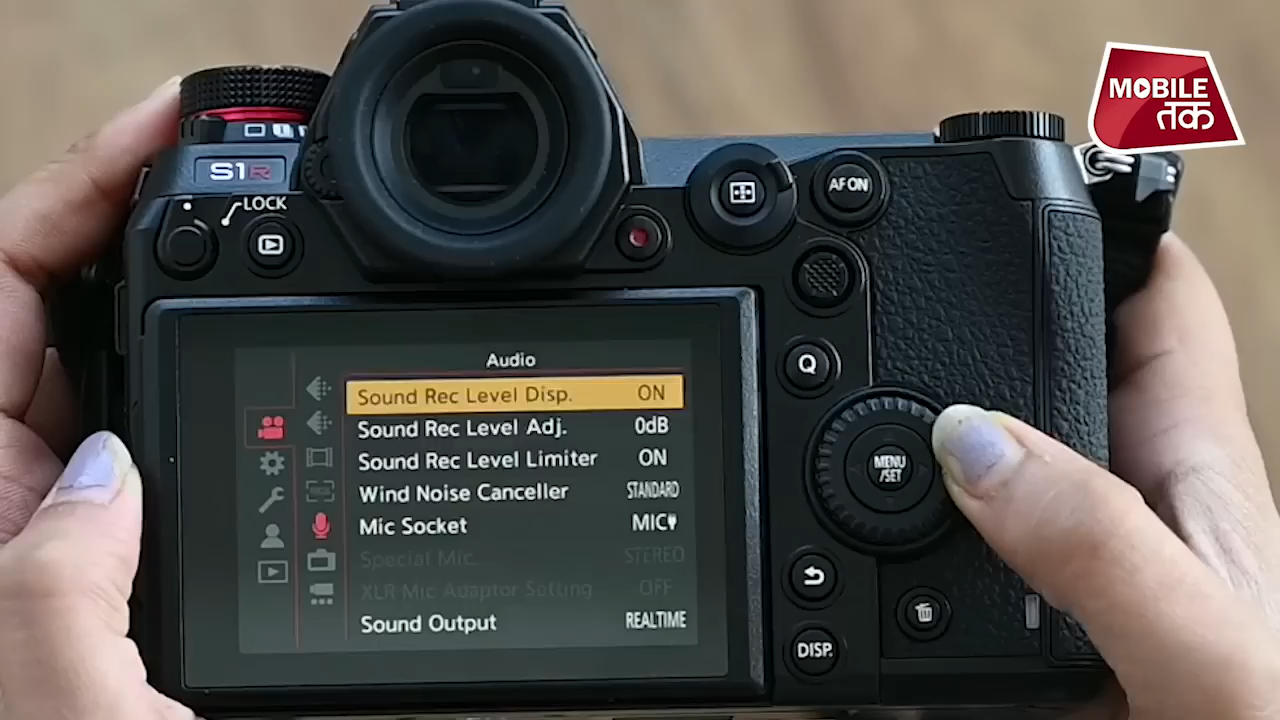 MOBILE
तक
S1R
LOCK
AF ON
Q
MENU
/SET
DISP.
Audio
Sound Rec Level Disp. ON
Sound Rec Level Adj. 0dB
Sound Rec Level Limiter ON
Wind Noise Canceller STANDARD
Mic Socket MIC
Special Mic. STEREO
XLR Mic Adaptor Setting OFF
Sound Output REALTIME